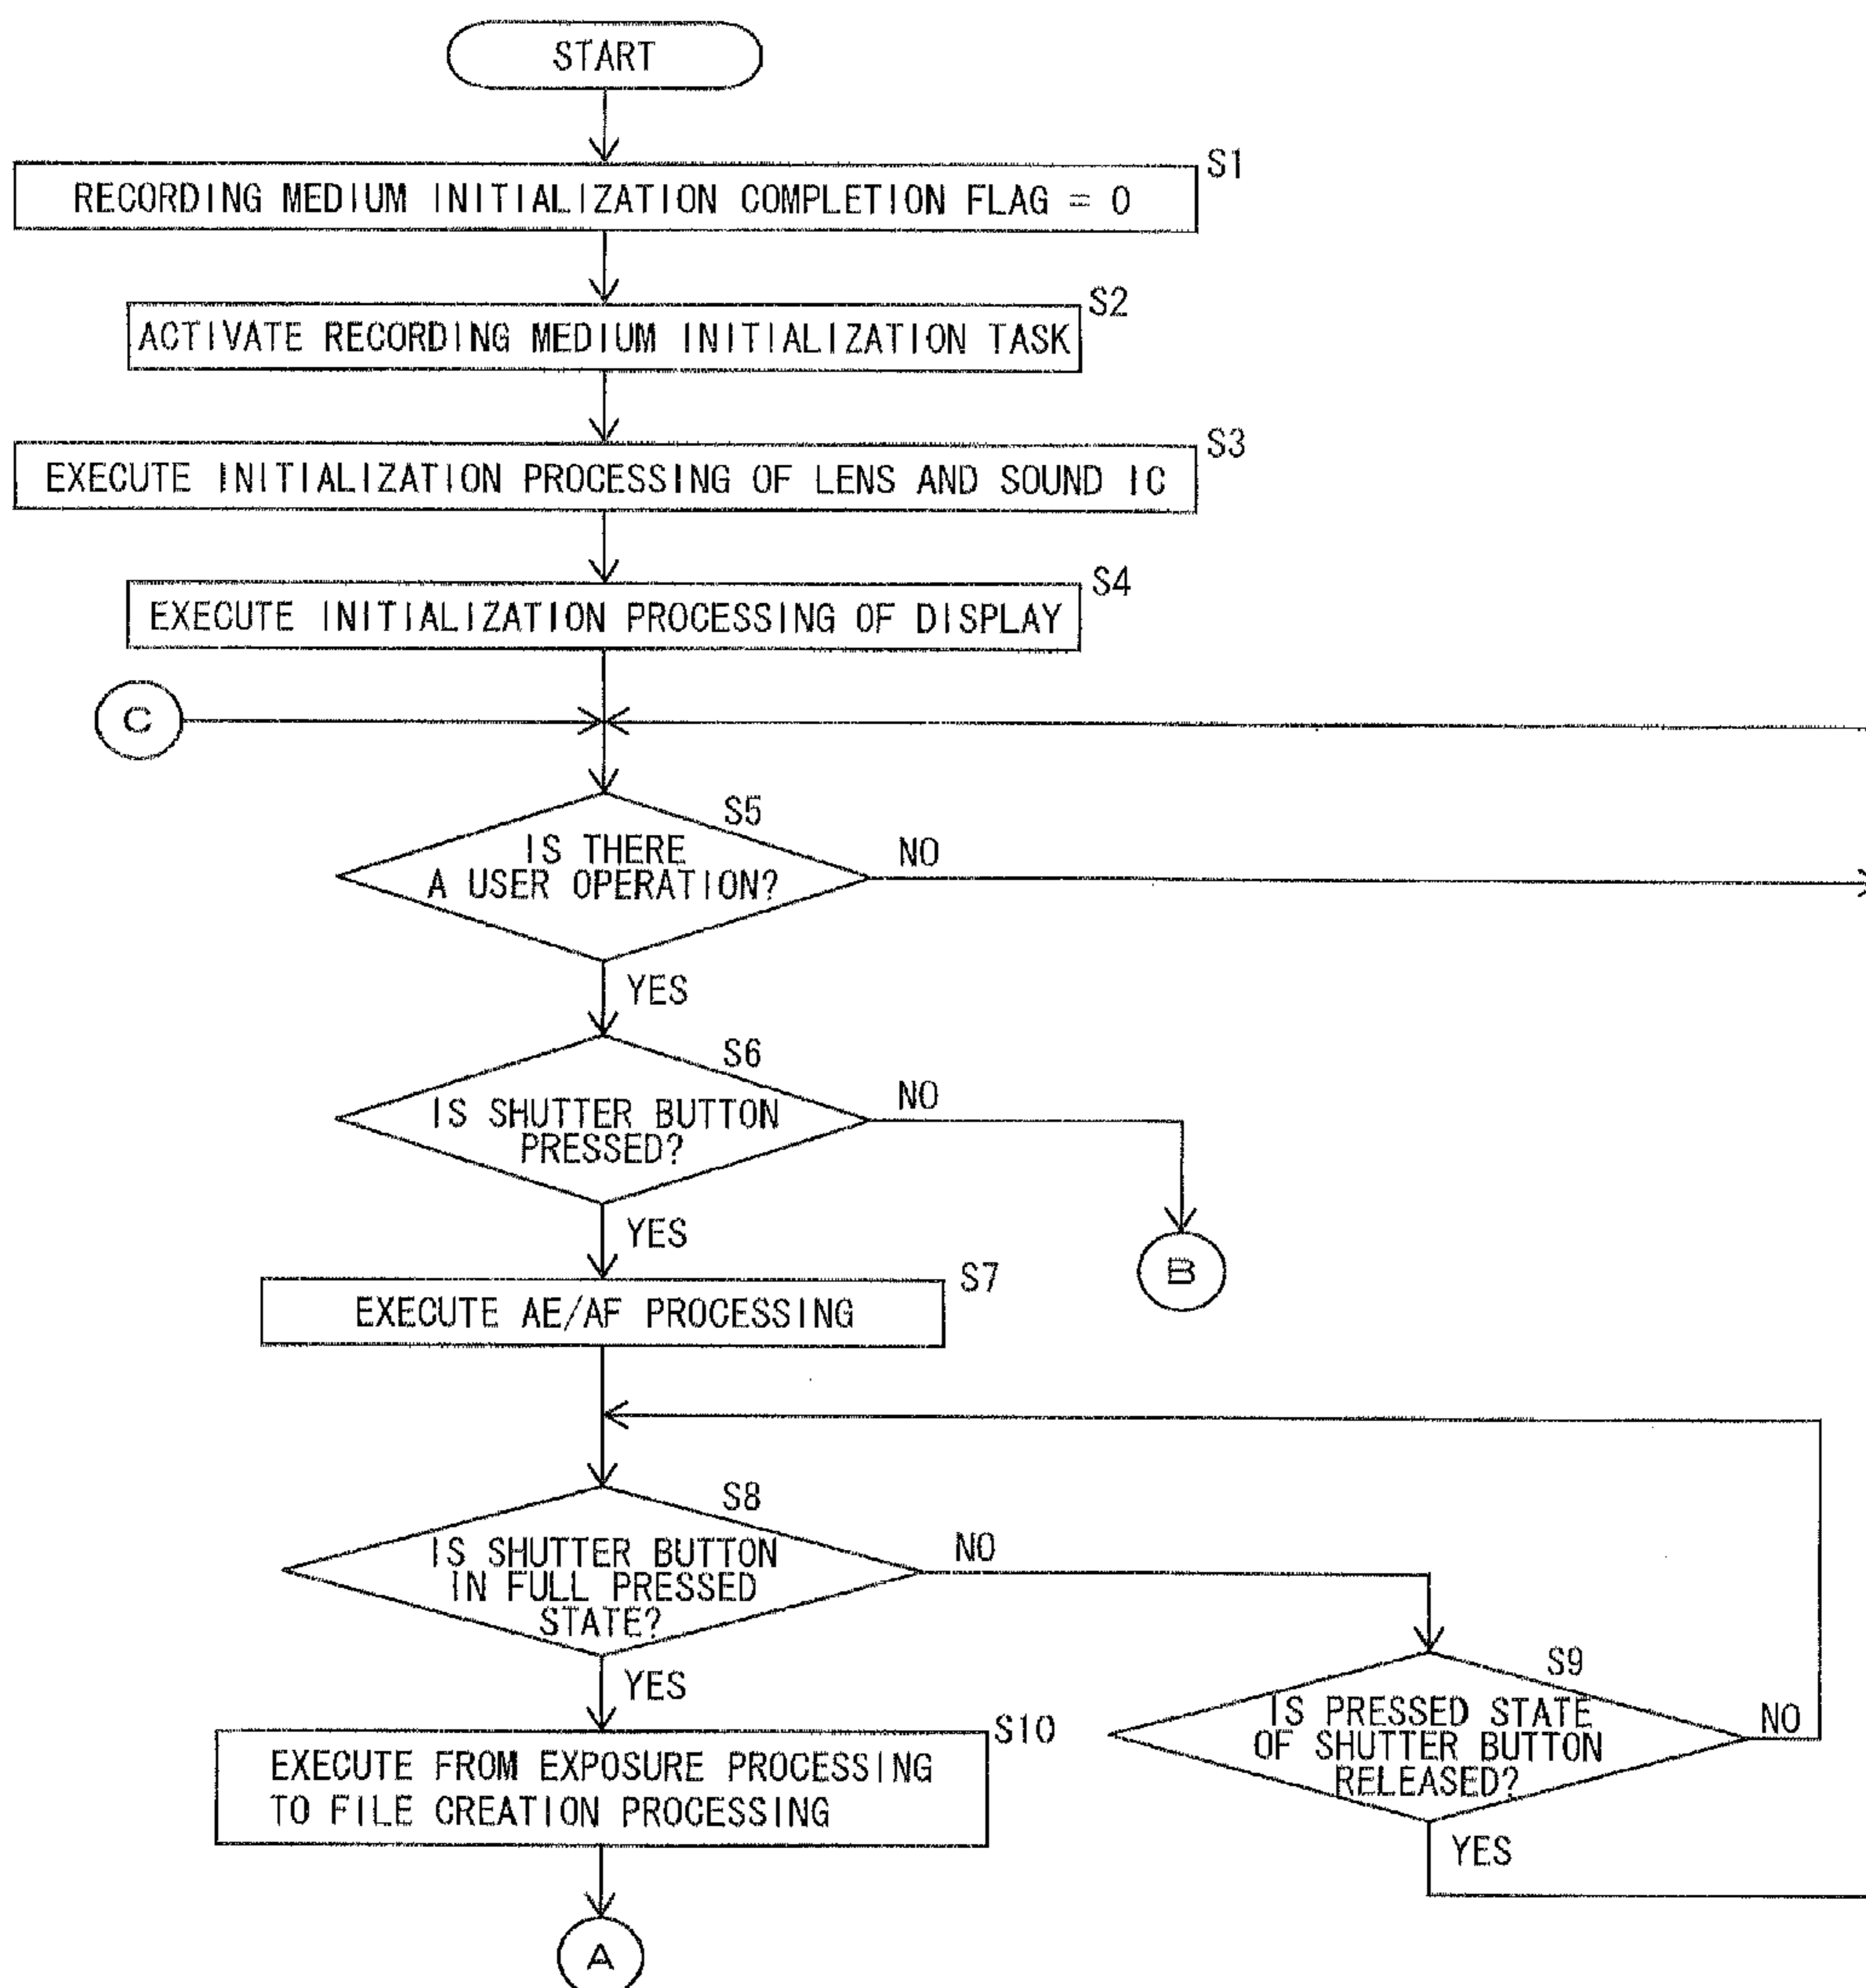 START
S1
RECORDING MEDIUM INITIALIZATION COMPLETION FLAG = 0
S2
ACTIVATE RECORDING MEDIUM INITIALIZATION TASK
S3
EXECUTE INITIALIZATION PROCESSING OF LENS AND SOUND IC
S4
EXECUTE INITIALIZATION PROCESSING OF DISPLAY
C
S5
IS THERE
A USER OPERATION?
NO
YES
S6
IS SHUTTER BUTTON
PRESSED?
NO
YES
B
S7
EXECUTE AE/AF PROCESSING
S8
IS SHUTTER BUTTON
IN FULL PRESSED
STATE?
NO
YES
S9
IS PRESSED STATE
OF SHUTTER BUTTON
RELEASED?
NO
YES
S10
EXECUTE FROM EXPOSURE PROCESSING
TO FILE CREATION PROCESSING
A